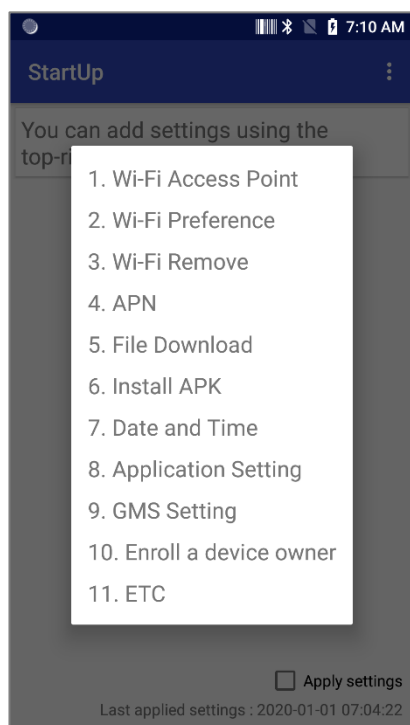 7:10 AM
StartUp
You can add settings using the
top-ri
1. Wi-Fi Access Point
2. Wi-Fi Preference
3. Wi-Fi Remove
4. APN
5. File Download
6. Install APK
7. Date and Time
8. Application Setting
9. GMS Setting
10. Enroll a device owner
11. ETC
Apply settings
Last applied settings : 2020-01-01 07:04:22